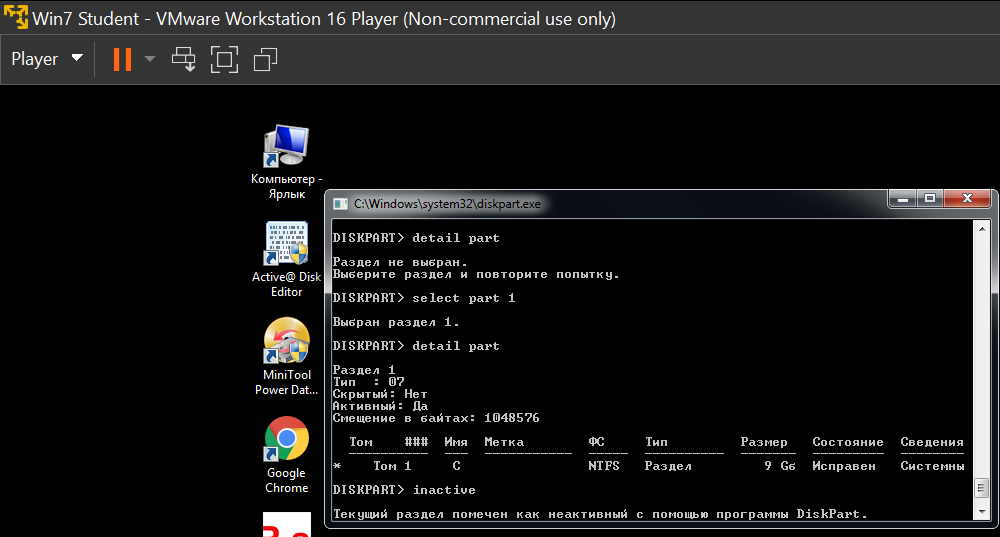 Win7 Student - VMware Workstation 16 Player (Non-commercial use only)
Player
Компьютер -
Ярлык
Active@ Disk
Editor
MiniTool
Power Dat...
Google
Chrome
C:\Windows\system32\diskpart.exe
DISKPART> detail part
Раздел не выбран.
Выберите раздел и повторите попытку.
DISKPART> select part 1
Выбран раздел 1.
DISKPART> detail part
Раздел 1
Тип : 07
Скрытый: Нет
Активный: Да
Смещение в байтах: 1048576
Том ### Имя Метка ФС Тип Размер Состояние Сведения
---------- --- ----------- ----- ---------- ------- --------- --------
* Том 1 C NTFS Раздел 9 Gб Исправен Системны
DISKPART> inactive
Текущий раздел помечен как неактивный с помощью программы DiskPart.